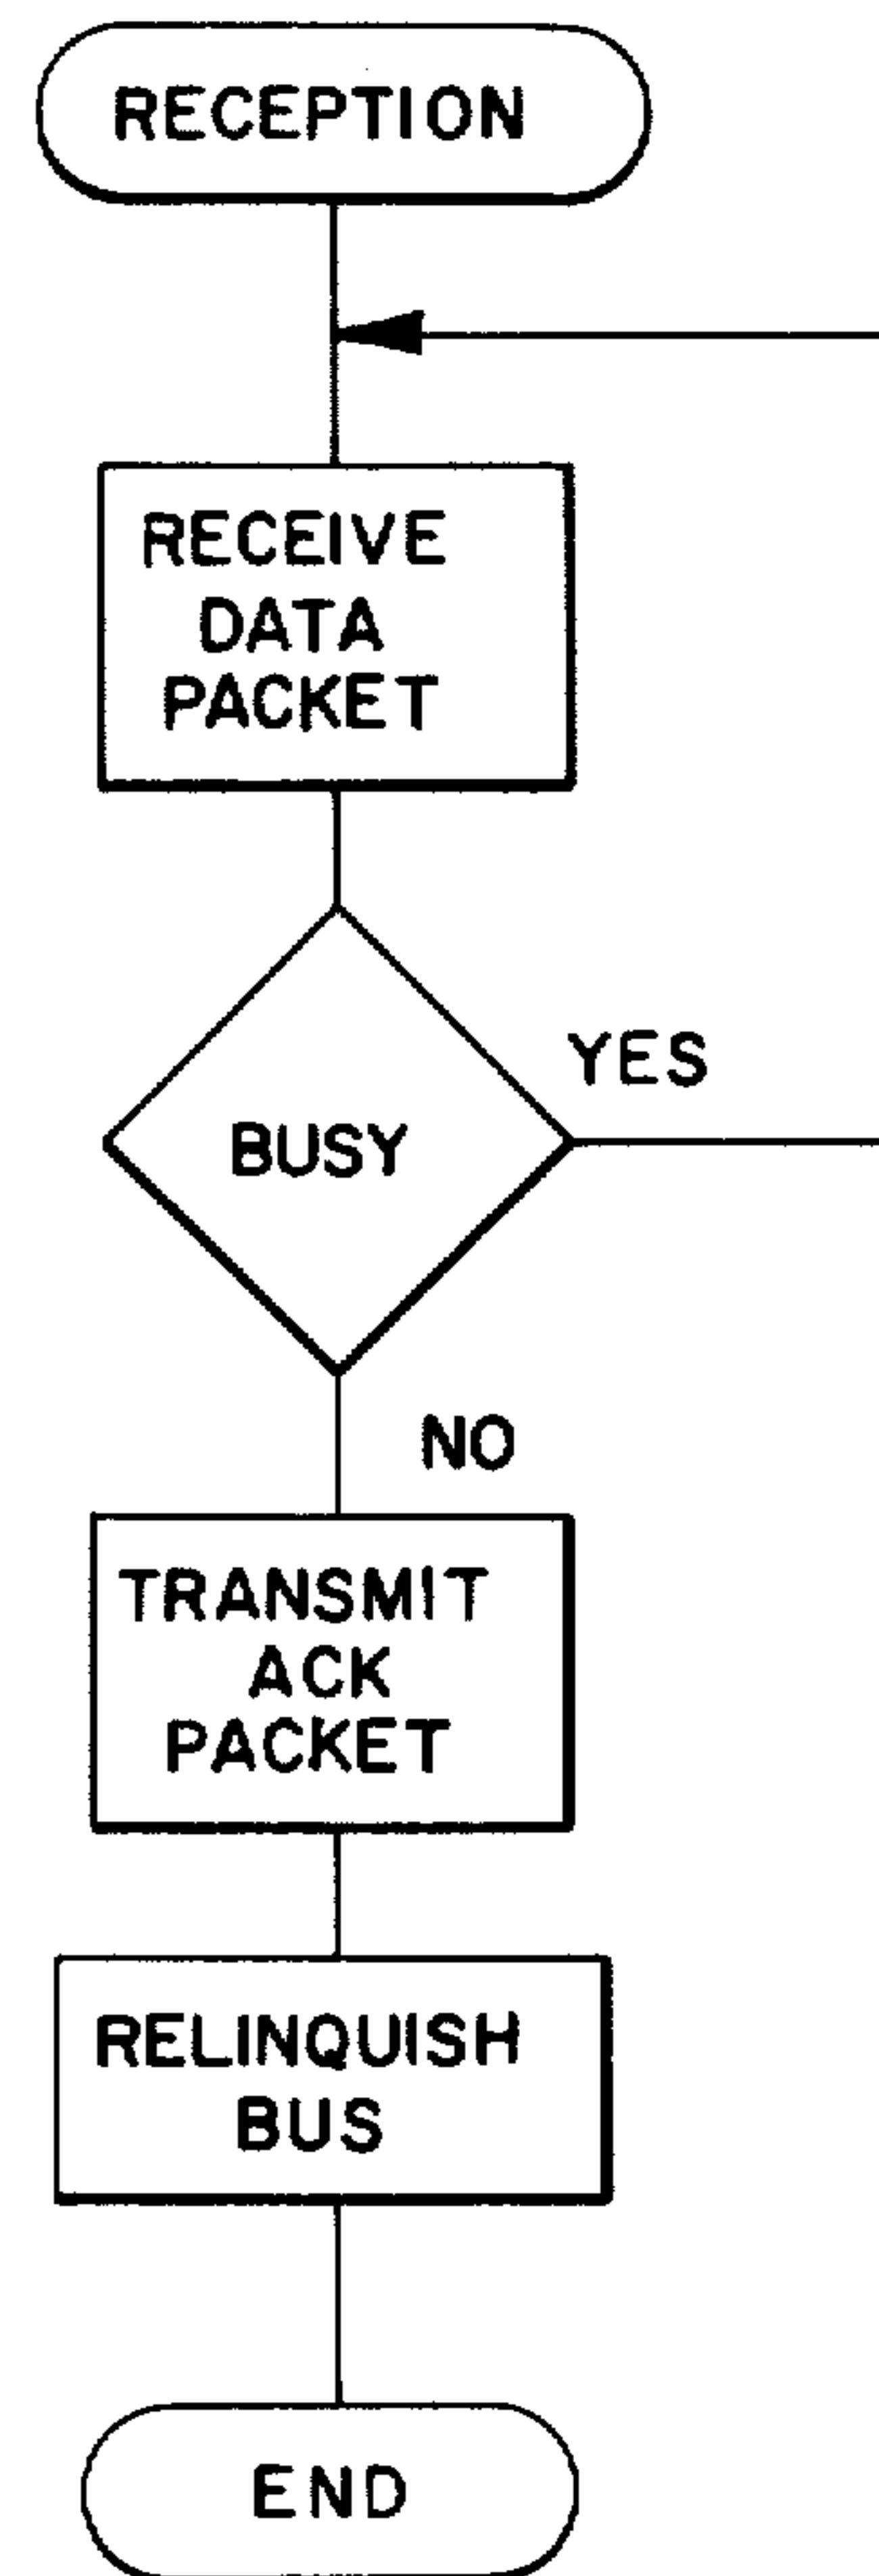 RECEPTION
RECEIVE
DATA
PACKET
YES
BUSY
NO
TRANSMIT
ACK
PACKET
RELINQUISH
BUS
END